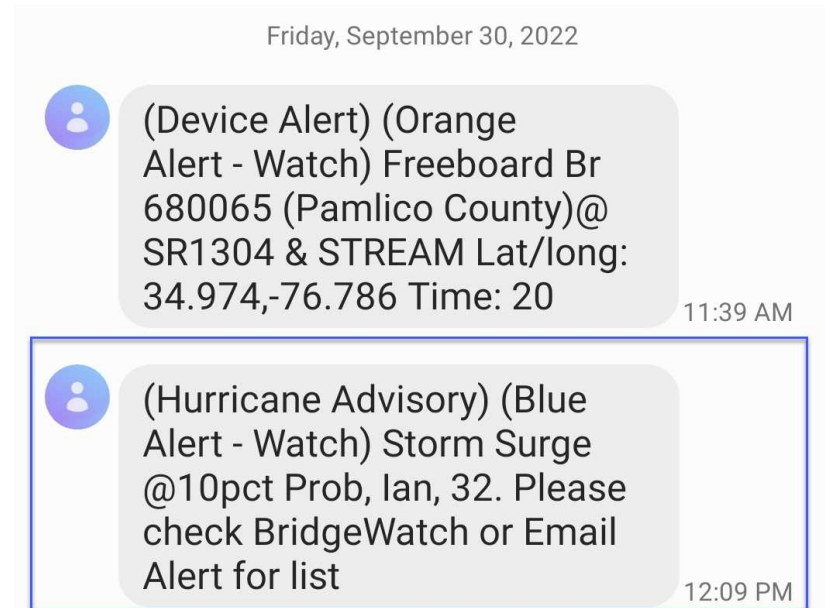 Friday, September 30, 2022
(Device Alert) (Orange
Alert - Watch) Freeboard Br
680065 (Pamlico County)@
SR1304 & STREAM Lat/long:
34.974,-76.786 Time: 20
11:39 AM
(Hurricane Advisory) (Blue
Alert - Watch) Storm Surge
@10pct Prob, Ian, 32. Please
check BridgeWatch or Email
Alert for list
12:09 PM